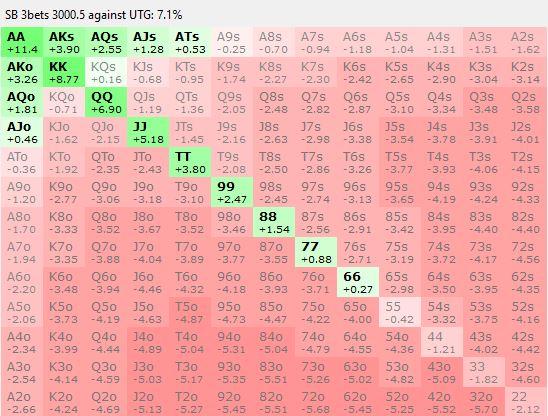 SB 3bets 3000.5 against UTG: 7.1%
AA AKs AQs AJs ATs A9s A8s A7s A6s A5s A4s A3s A2s
+11.4 +3.90 +2.55 +1.28 +0.53 -0.25 -0.70 -0.94 -1.18 -1.04 -1.31 -1.51 -1.62
AKo KK KQs KJs KTs K9s K8s K7s K6s K5s K4s K3s K2s
+3.26 +8.77 +0.16 -0.68 -0.95 -1.74 -2.27 -2.30 -2.42 -2.65 -2.90 -3.04 -3.14
AQo KQo QQ QJs QTs Q9s Q8s Q7s Q6s Q5s Q4s Q3s Q2s
+1.81 -0.71 +6.90 -1.19 -1.36 -2.05 -2.48 -2.82 -2.87 -3.10 -3.34 -3.48 -3.58
AJo KJo QJo JJ JTs J9s J8s J7s J6s J5s J4s J3s J2s
+0.46 -1.62 -2.15 +5.18 -1.45 -2.16 -2.63 -2.98 -3.38 -3.54 -3.78 -3.91 -4.01
ATo KTo QTo JTo TT T9s T8s T7s T6s T5s T4s T3s T2s
-0.36 -1.92 -2.35 -2.43 +3.80 -2.08 -2.50 -2.86 -3.26 -3.77 -3.93 -4.06 -4.15
A9o K9o Q9o J9o T9o 99 98s 97s 96s 95s 94s 93s 92s
-1.20 -2.77 -3.06 -3.18 -3.10 +2.47 -2.45 -2.74 -3.13 -3.65 -4.19 -4.24 -4.33
A8o K8o Q8o J8o T8o 98o 88 87s 86s 85s 84s 83s 82s
-1.70 -3.33 -3.52 -3.67 -3.52 -3.46 +1.54 -2.56 -2.91 -3.42 -3.95 -4.40 -4.40
A7o K7o Q7o J7o T7o 97o 87o 77 76s 75s 74s 73s 72s
-1.94 -3.35 -3.88 -4.04 -3.89 -3.77 -3.55 +0.88 -2.71 -3.19 -3.72 -4.17 -4.56
A6o K6o Q6o J6o T6o 96o 86o 76o 66 65s 64s 63s 62s
-2.20 -3.48 -3.94 -4.46 -4.32 -4.18 -3.93 -3.71 +0.27 -2.98 -3.50 -3.95 -4.35
A5o K5o Q5o J5o T5o 95o 85o 75o 65o 55 54s 53s 52s
-2.06 -3.73 -4.19 -4.63 -4.87 -4.73 -4.47 -4.22 -4.00 -0.42 -3.32 -3.75 -4.16
A4o K4o Q4o J4o T4o 94o 84o 74o 64o 54o 44 43s 42s
-2.34 -3.99 -4.44 -4.89 -5.04 -5.31 -5.04 -4.79 -4.55 -4.36 -1.21 -4.02 -4.42
A3o K3o Q3o J3o T3o 93o 83o 73o 63o 53o 43o 33 32s
-2.54 -4.14 -4.59 -5.03 -5.17 -5.35 -5.51 -5.26 -5.02 -4.82 -5.09 -1.82 -4.60
A2o K2o Q2o J2o T2o 92o 82o 72o 62o 52o 42o 32o 22
-2.66 -4.24 -4.69 -5.13 -5.27 -5.45 -5.51 -5.68 -5.45 -5.25 -5.52 -5.70 -2.12